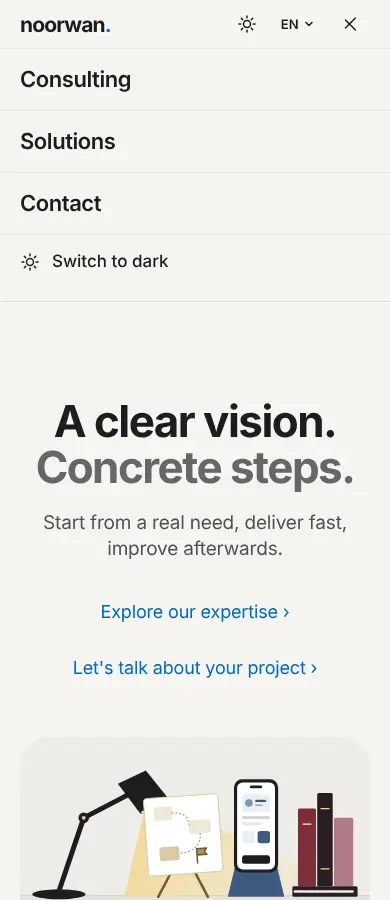 noorwan.
EN
Consulting
Solutions
Contact
Switch to dark
A clear vision.
Concrete steps.
Start from a real need, deliver fast,
improve afterwards.
Explore our expertise ›
Let's talk about your project ›